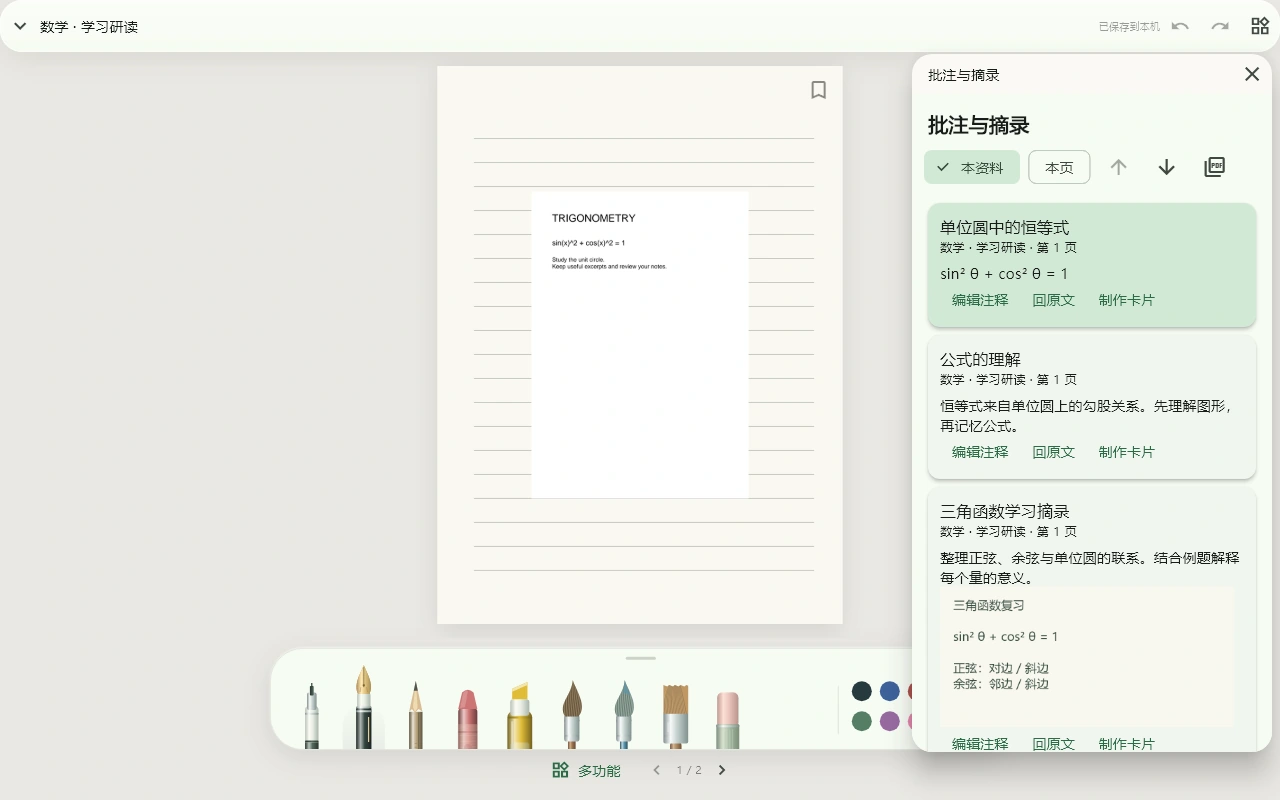 数学 · 学习研读
已保存到本机
TRIGONOMETRY
sin(x)^2 + cos(x)^2 = 1
Study the unit circle.
Keep useful excerpts and review your notes.
多功能
1 / 2
批注与摘录
批注与摘录
本资料
本页
PDF
单位圆中的恒等式
数学 · 学习研读 · 第 1 页
sin² θ + cos² θ = 1
编辑注释 回原文 制作卡片
公式的理解
数学 · 学习研读 · 第 1 页
恒等式来自单位圆上的勾股关系。先理解图形，
再记忆公式。
编辑注释 回原文 制作卡片
三角函数学习摘录
数学 · 学习研读 · 第 1 页
整理正弦、余弦与单位圆的联系。结合例题解释
每个量的意义。
三角函数复习
sin² θ + cos² θ = 1
正弦：对边 / 斜边
余弦：邻边 / 斜边
编辑注释 回原文 制作卡片